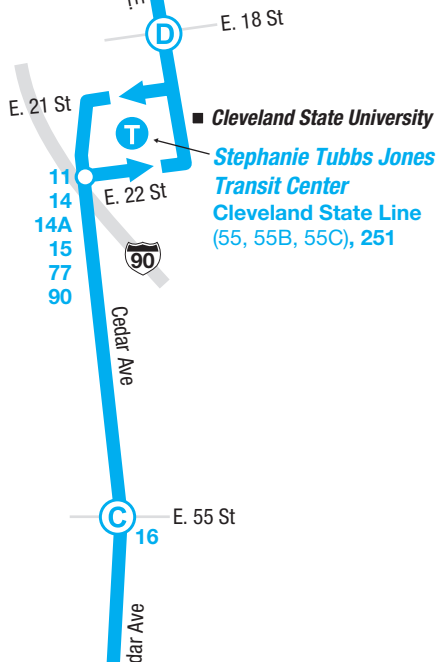 D
E. 18 St
E. 21 St
T
Cleveland State University
Stephanie Tubbs Jones
Transit Center
Cleveland State Line
(55, 55B, 55C), 251
11
14
14A
15
77
90
E. 22 St
90
Cedar Ave
C
E. 55 St
16
dar Ave